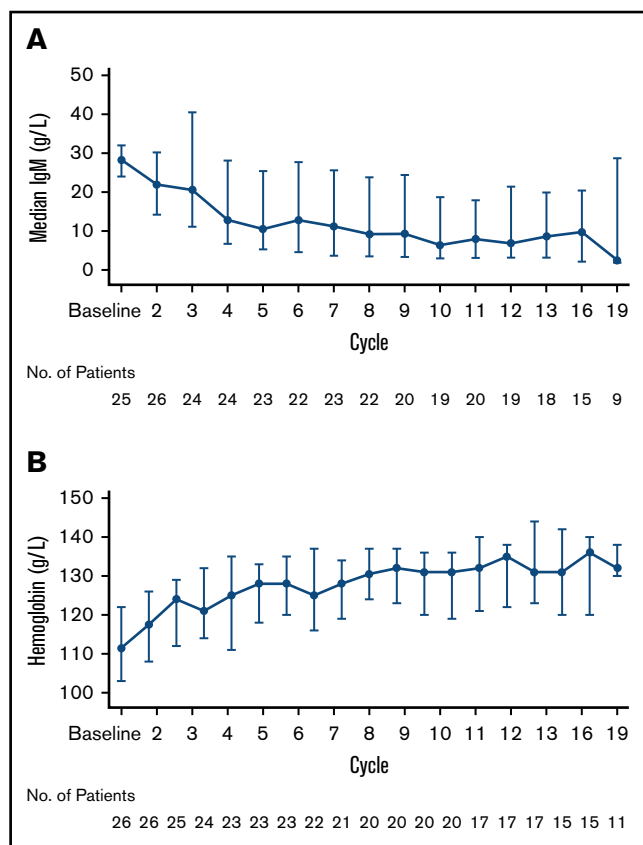 A
Median IgM (g/L)
50
40
30
20
10
0
Baseline 2 3 4 5 6 7 8 9 10 11 12 13 16 19
Cycle
No. of Patients
25 26 24 24 23 22 23 22 20 19 20 19 18 15 9
B
Hemoglobin (g/L)
150
140
130
120
110
100
Baseline 2 3 4 5 6 7 8 9 10 11 12 13 16 19
Cycle
No. of Patients
26 26 25 24 23 23 23 22 21 20 20 20 20 17 17 17 15 15 11